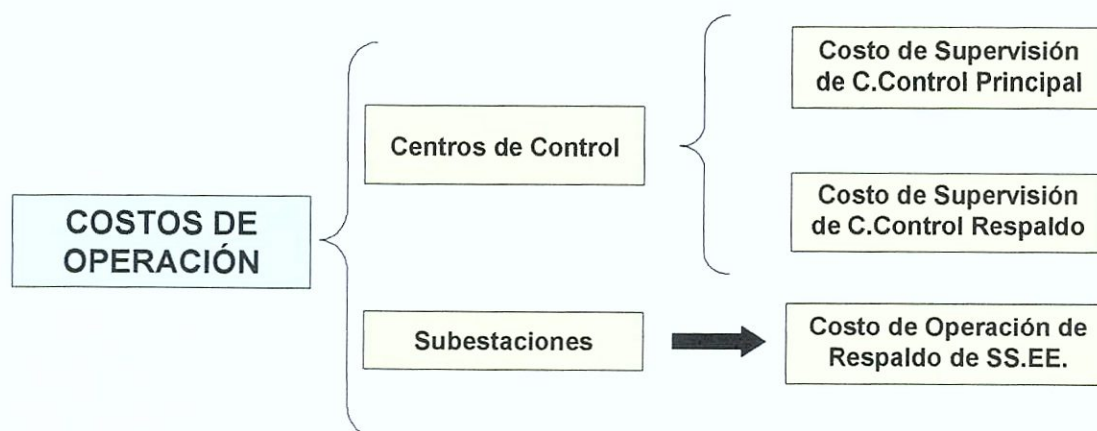 COSTOS DE
OPERACIÓN
Centros de Control
Costo de Supervisión
de C.Control Principal
Costo de Supervisión
de C.Control Respaldo
Subestaciones
Costo de Operación de
Respaldo de SS.EE.